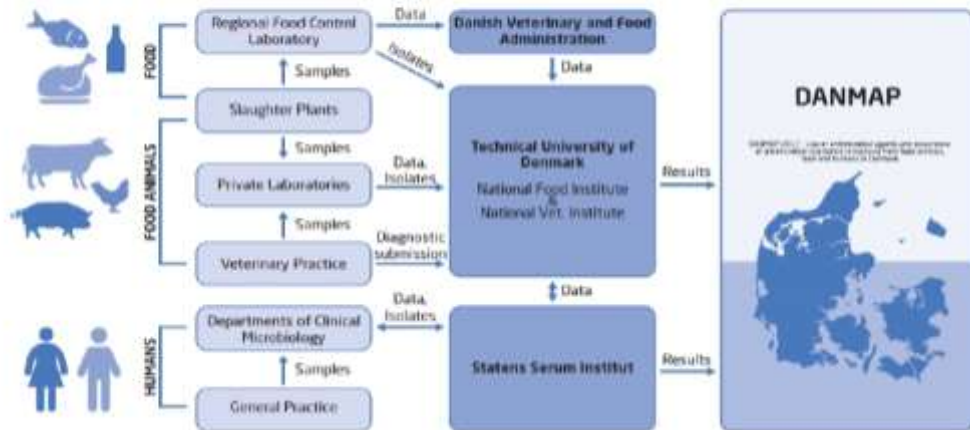 FOOD
FOOD ANIMALS
HUMANS
Regional Food Control
Laboratory
Samples
Slaughter Plants
Samples
Private Laboratories
Samples
Veterinary Practice
Departments of Clinical
Microbiology
Samples
General Practice
Data
Isolates
Data,
Isolates
Diagnostic
submission
Data,
Isolates
Danish Veterinary and Food
Administration
Data
Technical University of
Denmark
National Food Institute
&
National Vet. Institute
Data
Statens Serum Institut
Results
Results
DANMAP